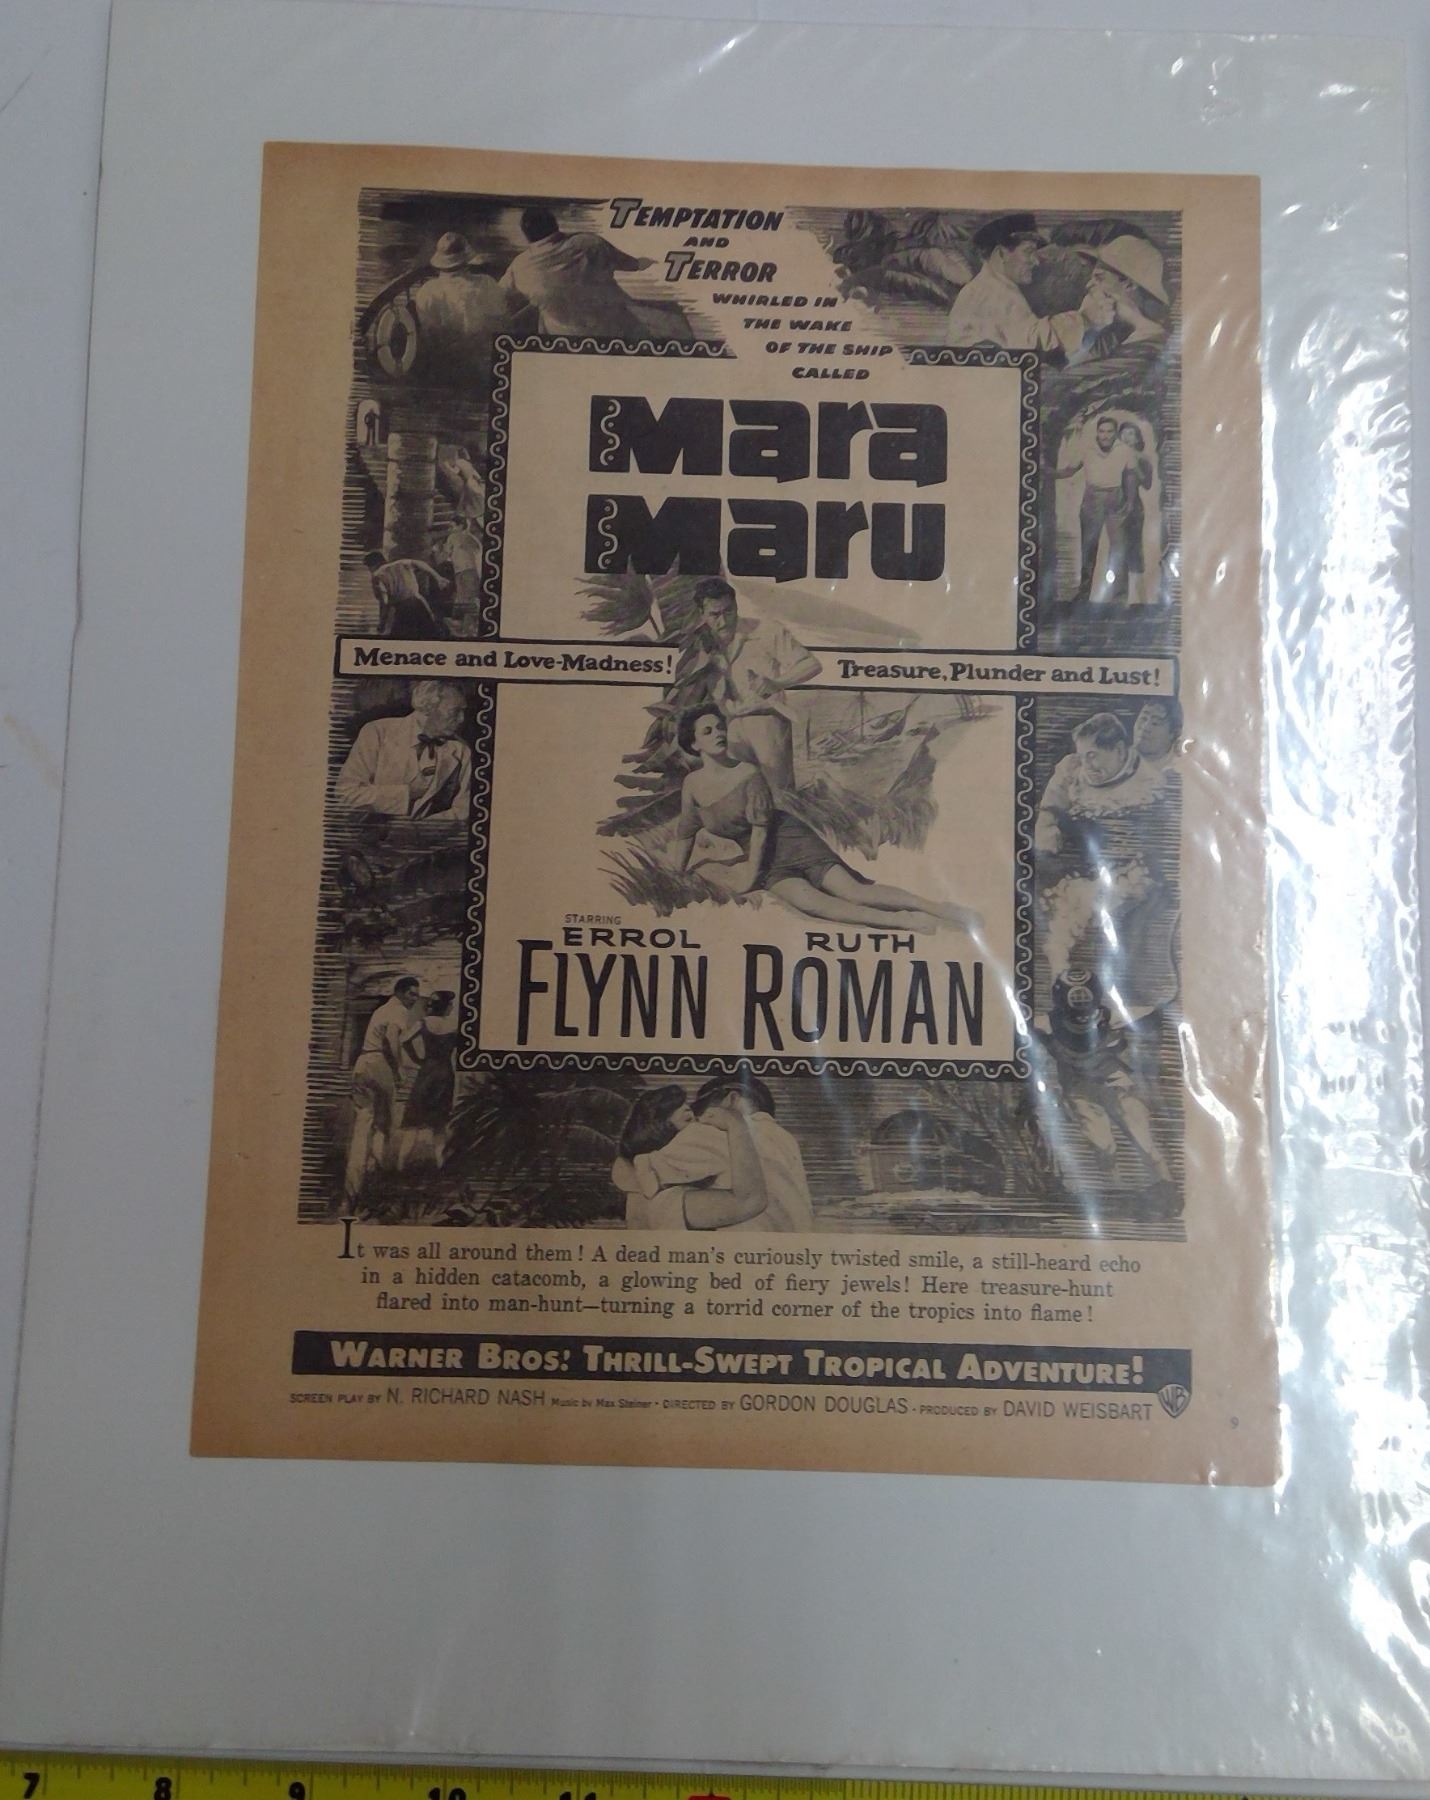 TEMPTATION
AND
TERROR
WHIRLED IN
THE WAKE
OF THE SHIP
CALLED
Mara
Maru
Menace and Love-Madness!
Treasure, Plunder and Lust!
STARRING
ERROL FLYNN
RUTH ROMAN
It was all around them! A dead man's curiously twisted smile, a still-heard echo
in a hidden catacomb, a glowing bed of fiery jewels! Here treasure-hunt
flared into man-hunt—turning a torrid corner of the tropics into flame!
WARNER BROS.' THRILL-SWEPT TROPICAL ADVENTURE!
SCREEN PLAY BY N. RICHARD NASH Music by Max Steiner · DIRECTED BY GORDON DOUGLAS · PRODUCED BY DAVID WEISBART
WB
9
7 8 9 10 11